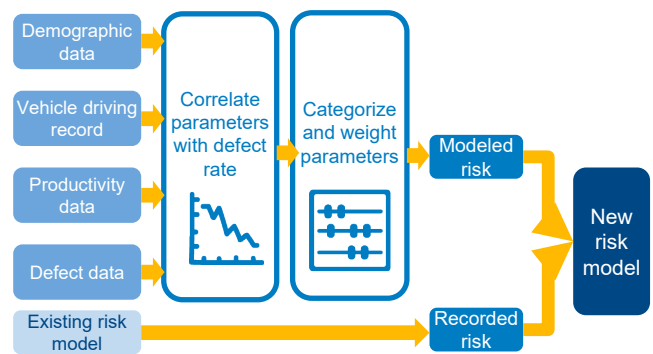 Demographic
data
Vehicle driving
record
Productivity
data
Defect data
Existing risk
model
Correlate
parameters
with defect
rate
Categorize
and weight
parameters
Modeled
risk
Recorded
risk
New
risk
model